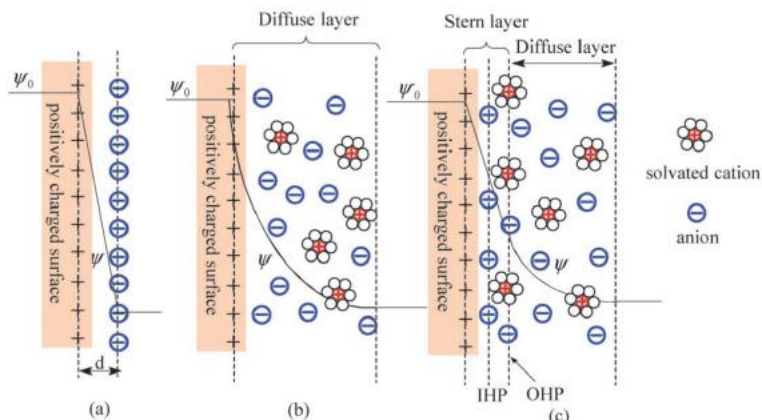 Diffuse layer
Stern layer
Diffuse layer
ψ₀
ψ₀
ψ₀
positively charged surface
positively charged surface
positively charged surface
ψ
ψ
ψ
solvated cation
anion
d
IHP
OHP
(a)
(b)
(c)